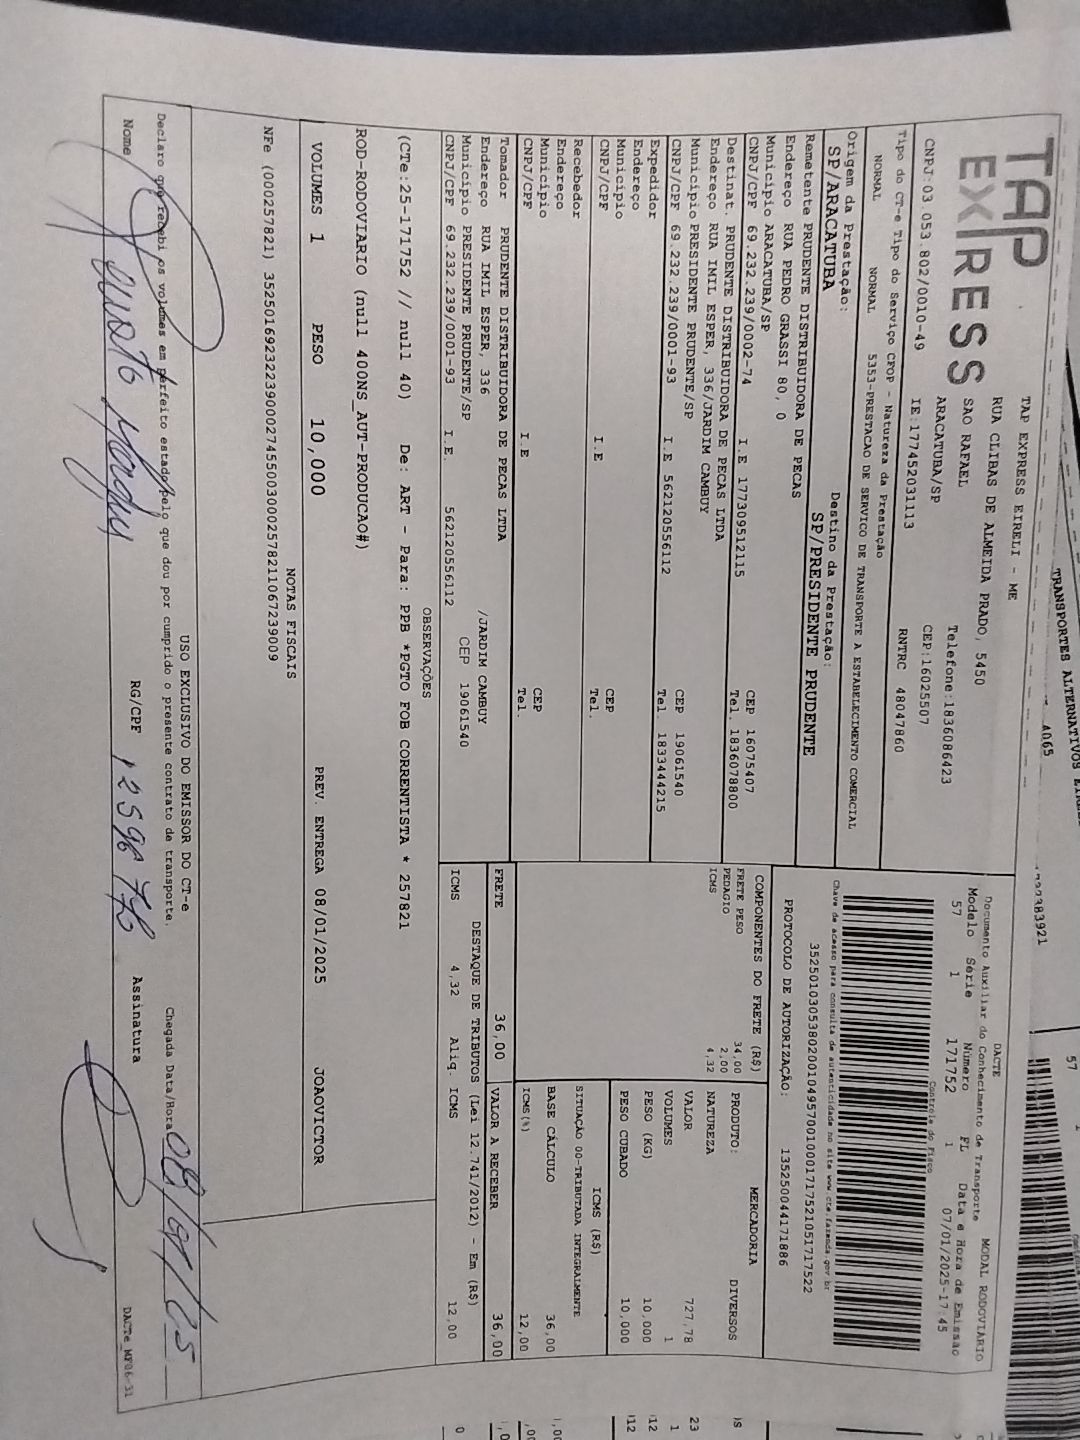 TRANSPORTES ALTERNATIVOS
4065
57
TAP
EXPRESS
TAP EXPRESS EIRELI - ME
RUA CLIBAS DE ALMEIDA PRADO, 5450
SAO RAFAEL
ARACATUBA/SP
Telefone:1836086423
CEP:16025507
CNPJ:03.053.802/0010-49 IE:177452031113 RNTRC 48047860
DACTE
Documento Auxiliar do Conhecimento de Transporte MODAL RODOVIARIO
Modelo Série Número FL Data e Hora de Emissão
57 1 171752 1 07/01/2025-17:45
Controle do Fisco
Tipo do CT-e Tipo do Serviço CFOP - Natureza da Prestação
NORMAL NORMAL 5353-PRESTACAO DE SERVICO DE TRANSPORTE A ESTABELECIMENTO COMERCIAL
Chave de acesso para consulta de autenticidade no site www.cte.fazenda.gov.br
35250103053802001049570010001717521051717522
Origem da Prestação: Destino da Prestação:
SP/ARACATUBA SP/PRESIDENTE PRUDENTE
PROTOCOLO DE AUTORIZAÇÃO: 135250044171886
Remetente PRUDENTE DISTRIBUIDORA DE PECAS
Endereço RUA PEDRO GRASSI 80, 0
Município ARACATUBA/SP CEP 16075407
CNPJ/CPF 69.232.239/0002-74 I.E 177309512115 Tel. 1836078800
Destinat. PRUDENTE DISTRIBUIDORA DE PECAS LTDA
Endereço RUA IMIL ESPER, 336/JARDIM CAMBUY
Município PRESIDENTE PRUDENTE/SP CEP 19061540
CNPJ/CPF 69.232.239/0001-93 I.E 562120556112 Tel. 1833444215
Expedidor
Endereço
Município CEP
CNPJ/CPF I.E Tel.
Recebedor
Endereço
Município CEP
CNPJ/CPF I.E Tel.
Tomador PRUDENTE DISTRIBUIDORA DE PECAS LTDA
Endereço RUA IMIL ESPER, 336 /JARDIM CAMBUY
Município PRESIDENTE PRUDENTE/SP CEP 19061540
CNPJ/CPF 69.232.239/0001-93 I.E. 562120556112
COMPONENTES DO FRETE (R$)
FRETE PESO 34,00
PEDAGIO 2,00
ICMS 4,32
MERCADORIA
PRODUTO: DIVERSOS
NATUREZA
VALOR 727,78
VOLUMES 1
PESO (KG) 10,000
PESO CUBADO 10,000
ICMS (R$)
SITUAÇÃO 00-TRIBUTADA INTEGRALMENTE
BASE CÁLCULO 36,00
ICMS(%) 12,00
FRETE 36,00 VALOR A RECEBER 36,00
DESTAQUE DE TRIBUTOS (Lei 12.741/2012) - Em (R$)
ICMS 4,32 Aliq. ICMS 12,00
OBSERVAÇÕES
(CTe:25-171752 // null 40) De: ART - Para: PPB *PGTO FOB CORRENTISTA * 257821
ROD-RODOVIARIO (null 400NS_AUT-PRODUCAO#)
VOLUMES 1 PESO 10,000 PREV. ENTREGA 08/01/2025 JOAOVICTOR
NOTAS FISCAIS
NFe (000257821) 35250169232239000274550030002578211067239009
USO EXCLUSIVO DO EMISSOR DO CT-e
Declaro que recebi os volumes em perfeito estado pelo que dou por cumprido o presente contrato de transporte. Chegada Data/Hora 08/01/25
Nome RG/CPF Assinatura
DACTe_MF06-31